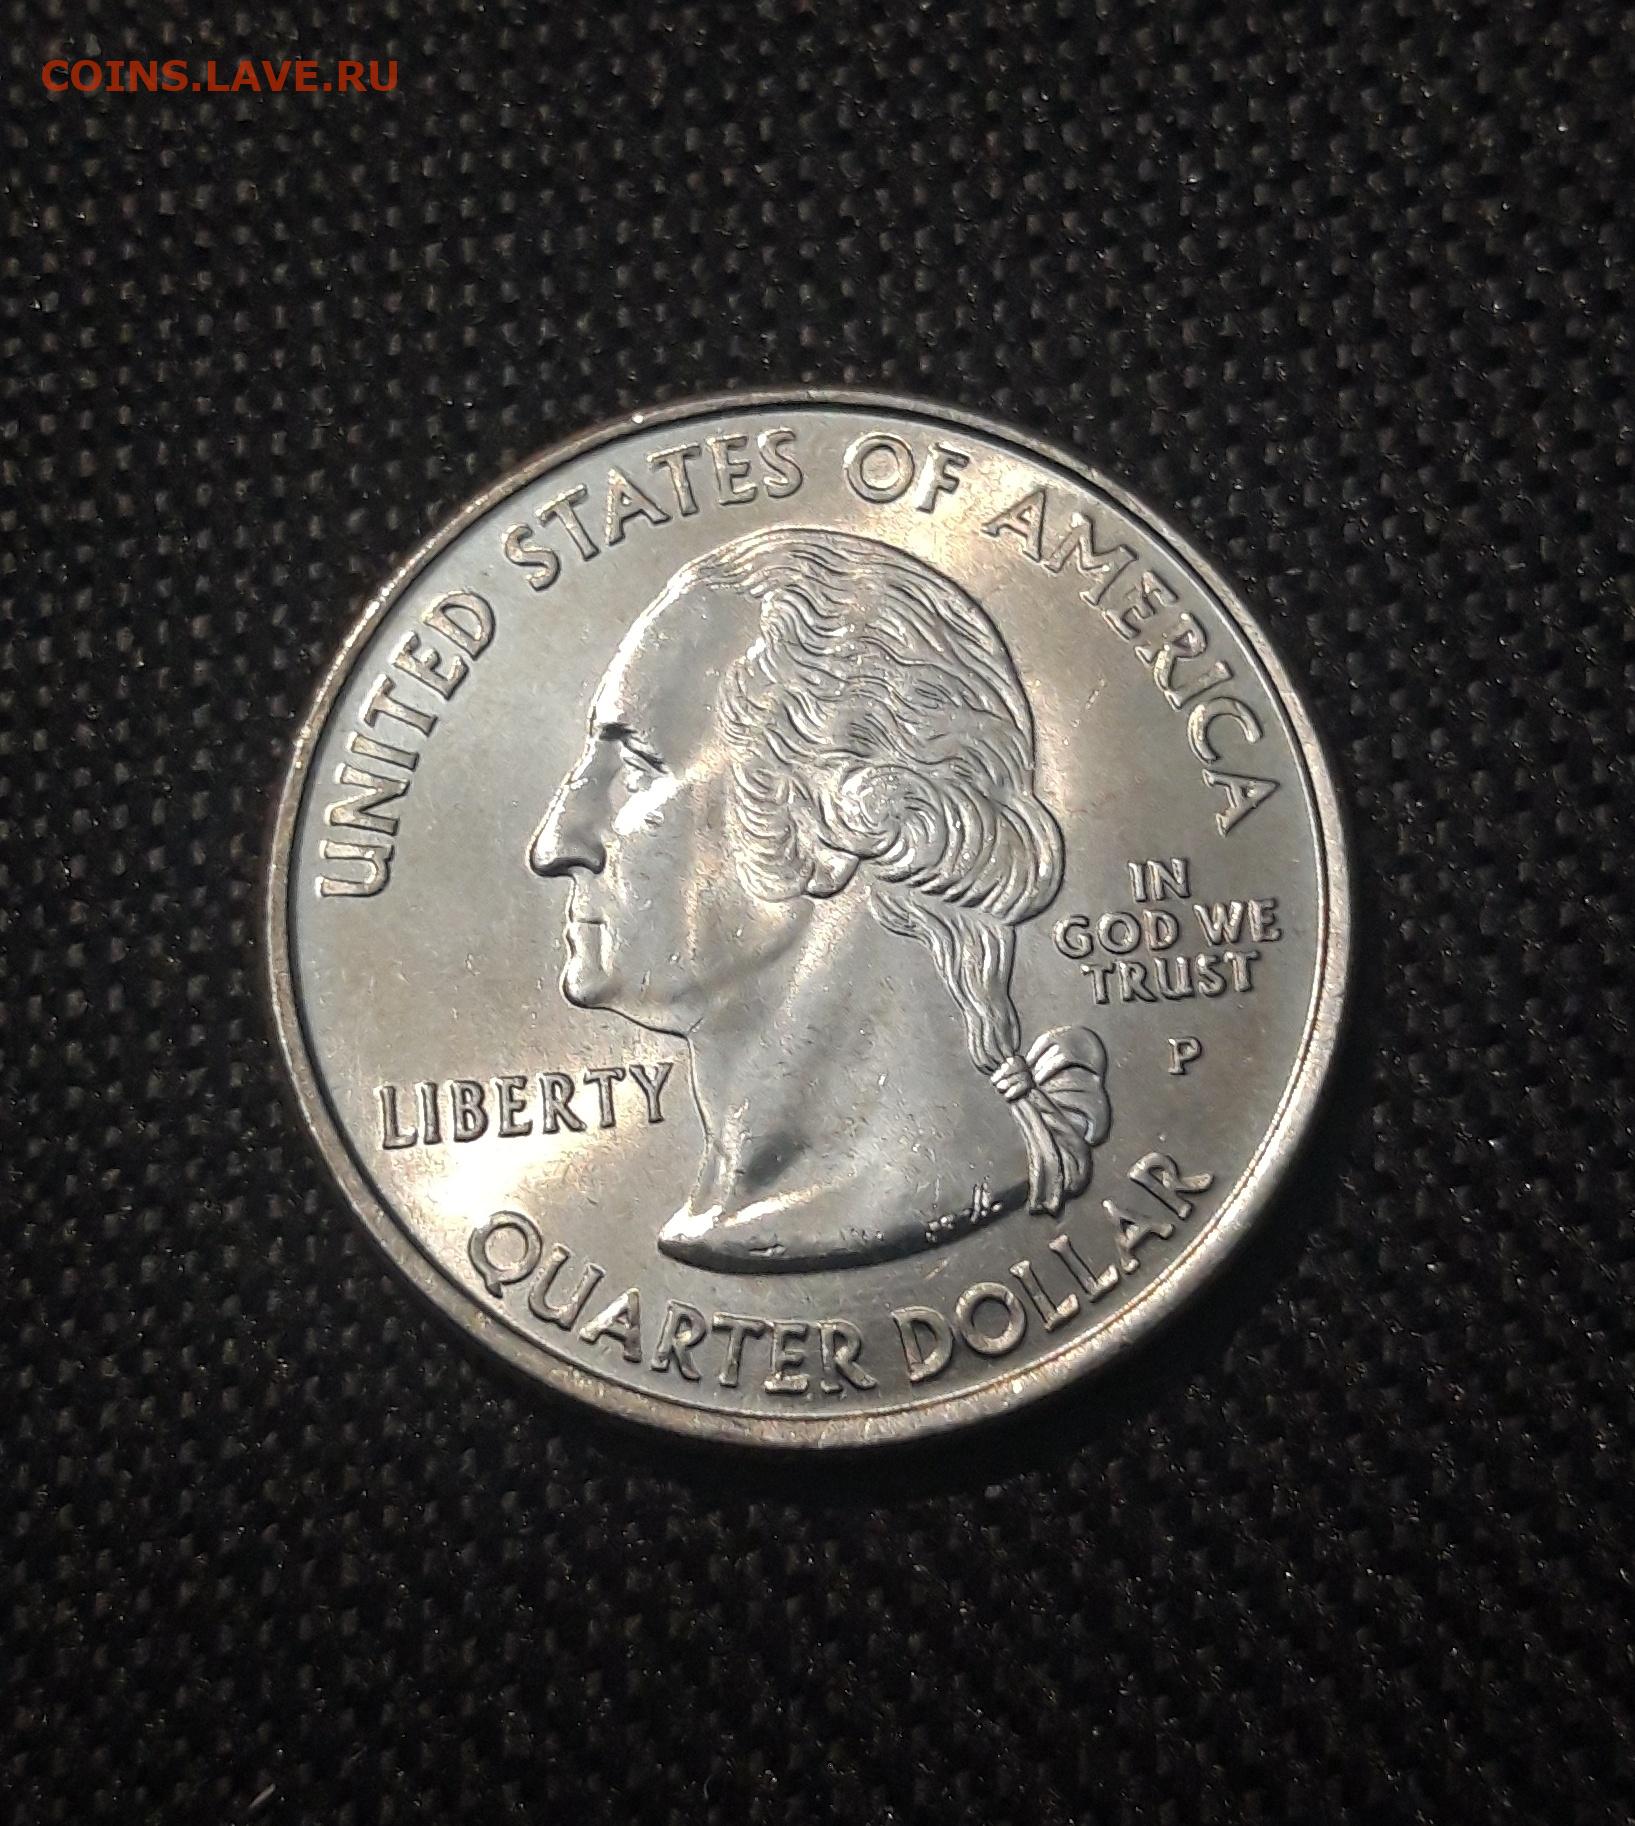 COINS.LAVE.RU
UNITED STATES OF AMERICA
IN
GOD WE
TRUST
P
LIBERTY
QUARTER DOLLAR